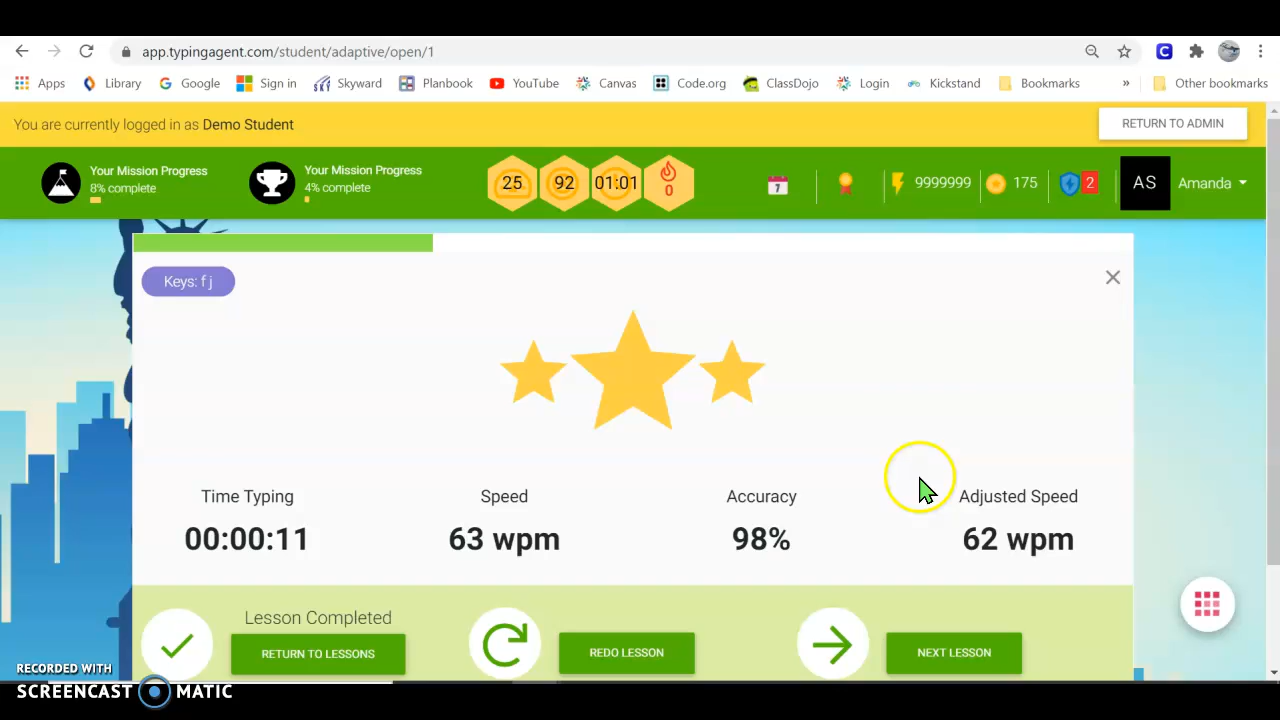 app.typingagent.com/student/adaptive/open/1
Apps Library Google Sign in Skyward Planbook YouTube Canvas Code.org ClassDojo Login Kickstand Bookmarks » Other bookmarks
You are currently logged in as Demo Student
RETURN TO ADMIN
Your Mission Progress
8% complete
Your Mission Progress
4% complete
25 92 01:01 0
7
9999999
175
2
AS
Amanda
Keys: f j
Time Typing Speed Accuracy Adjusted Speed
00:00:11 63 wpm 98% 62 wpm
Lesson Completed
RETURN TO LESSONS REDO LESSON NEXT LESSON
RECORDED WITH
SCREENCAST MATIC